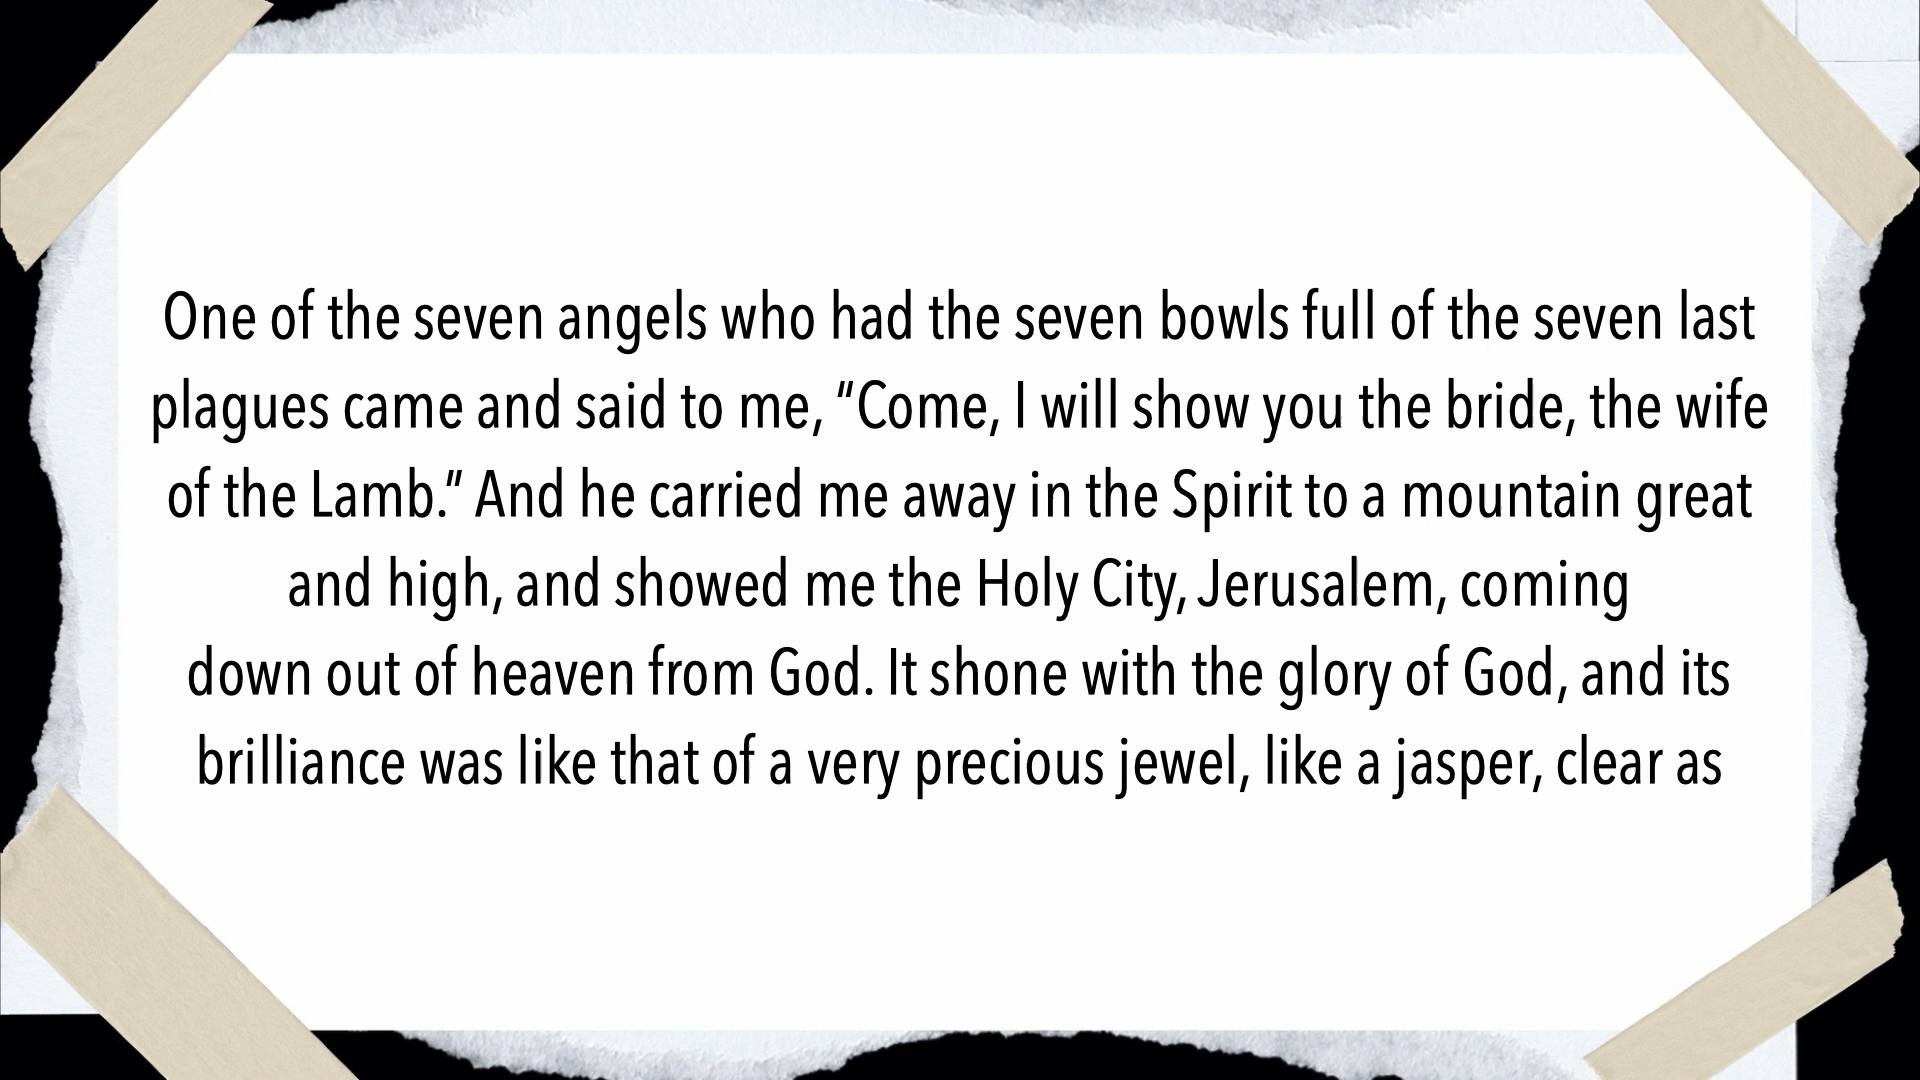 One of the seven angels who had the seven bowls full of the seven last
plagues came and said to me, “Come, I will show you the bride, the wife
of the Lamb.” And he carried me away in the Spirit to a mountain great
and high, and showed me the Holy City, Jerusalem, coming
down out of heaven from God. It shone with the glory of God, and its
brilliance was like that of a very precious jewel, like a jasper, clear as